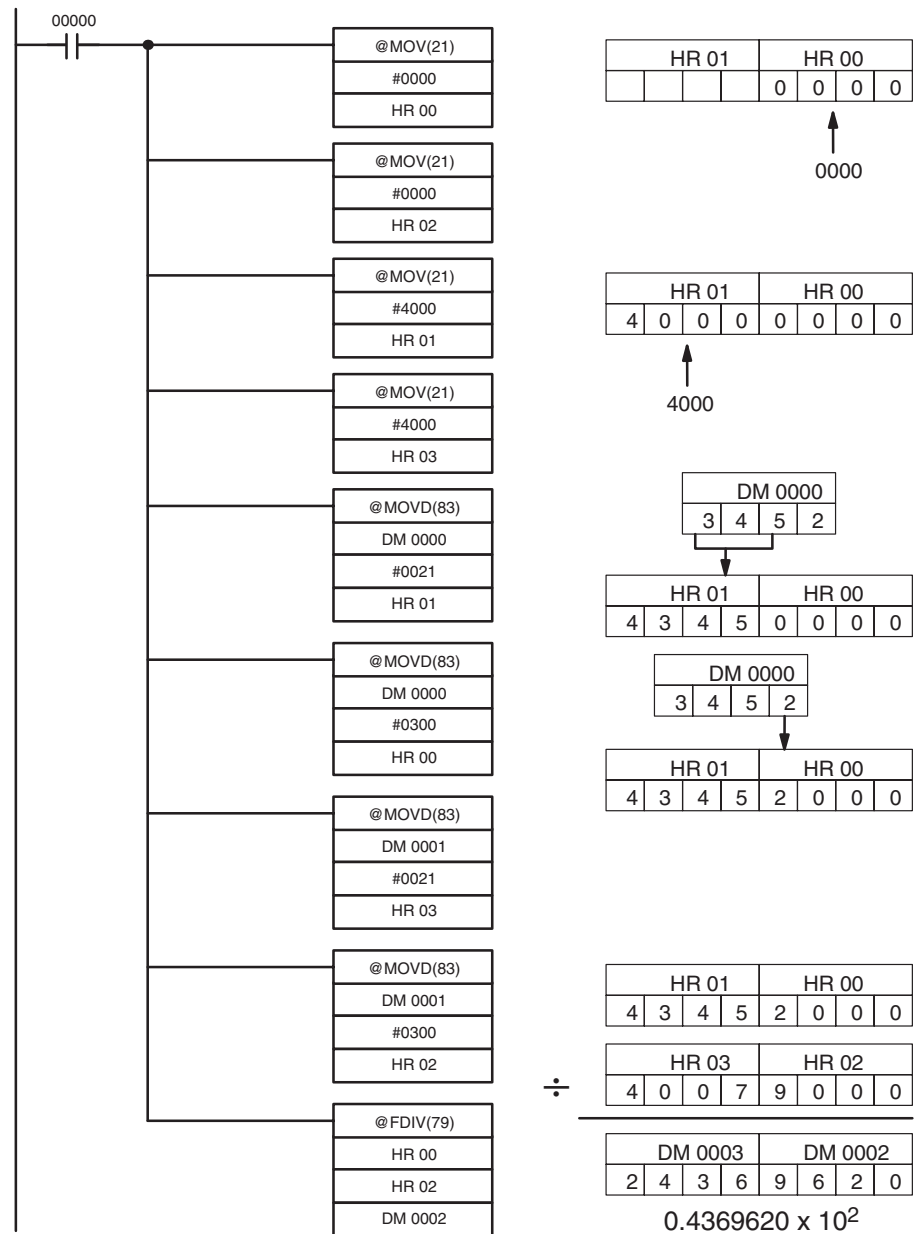 00000
@MOV(21)
#0000
HR 00
HR 01 HR 00
0 0 0 0
0000
@MOV(21)
#0000
HR 02
@MOV(21)
#4000
HR 01
HR 01 HR 00
4 0 0 0 0 0 0 0
4000
@MOV(21)
#4000
HR 03
@MOVD(83)
DM 0000
#0021
HR 01
DM 0000
3 4 5 2
HR 01 HR 00
4 3 4 5 0 0 0 0
@MOVD(83)
DM 0000
#0300
HR 00
DM 0000
3 4 5 2
HR 01 HR 00
4 3 4 5 2 0 0 0
@MOVD(83)
DM 0001
#0021
HR 03
@MOVD(83)
DM 0001
#0300
HR 02
HR 01 HR 00
4 3 4 5 2 0 0 0
÷
HR 03 HR 02
4 0 0 7 9 0 0 0
@FDIV(79)
HR 00
HR 02
DM 0002
DM 0003 DM 0002
2 4 3 6 9 6 2 0
0.4369620 x 10²